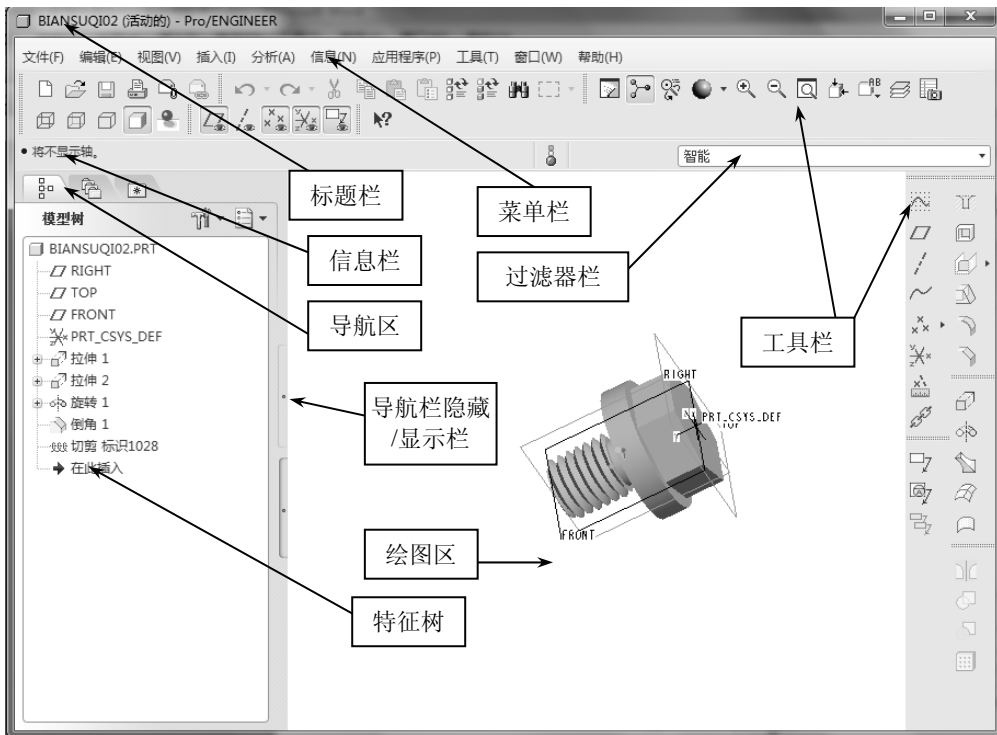 BIANSUQI02 (活动的) - Pro/ENGINEER
文件(F) 编辑(E) 视图(V) 插入(I) 分析(A) 信息(N) 应用程序(P) 工具(T) 窗口(W) 帮助(H)
• 将不显示轴。
智能
标题栏
菜单栏
模型树
信息栏
过滤器栏
BIANSUQI02.PRT
RIGHT
TOP
FRONT
导航区
PRT_CSYS_DEF
工具栏
拉伸 1
拉伸 2
旋转 1
倒角 1
切剪 标识1028
在此插入
导航栏隐藏
/显示栏
RIGHT
PRT_CSYS_DEF
TOP
FRONT
绘图区
特征树